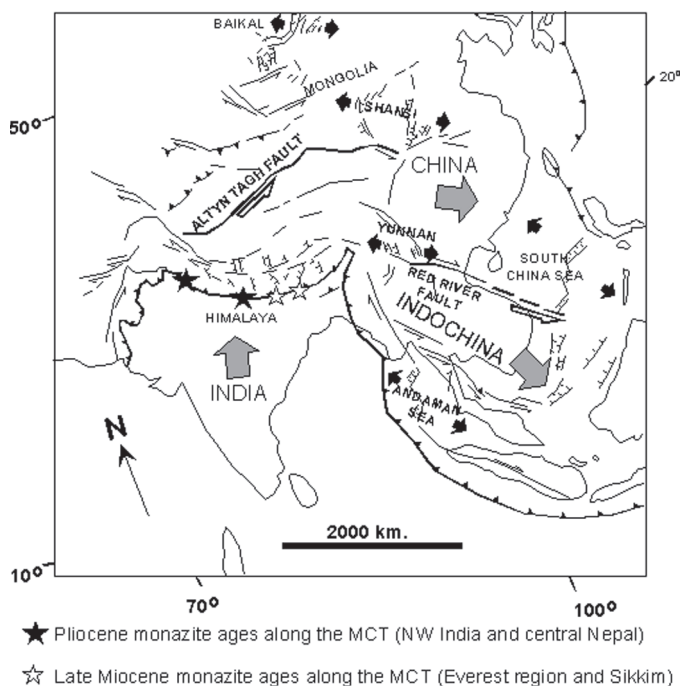 BAIKAL
MONGOLIA
20°
SHANSI
50°
CHINA
ALTYN TAGH FAULT
YUNNAN
SOUTH
CHINA SEA
RED RIVER
FAULT
HIMALAYA
INDOCHINA
INDIA
ANDAMAN
SEA
N
2000 km.
10°
70°
100°
Pliocene monazite ages along the MCT (NW India and central Nepal)
Late Miocene monazite ages along the MCT (Everest region and Sikkim)